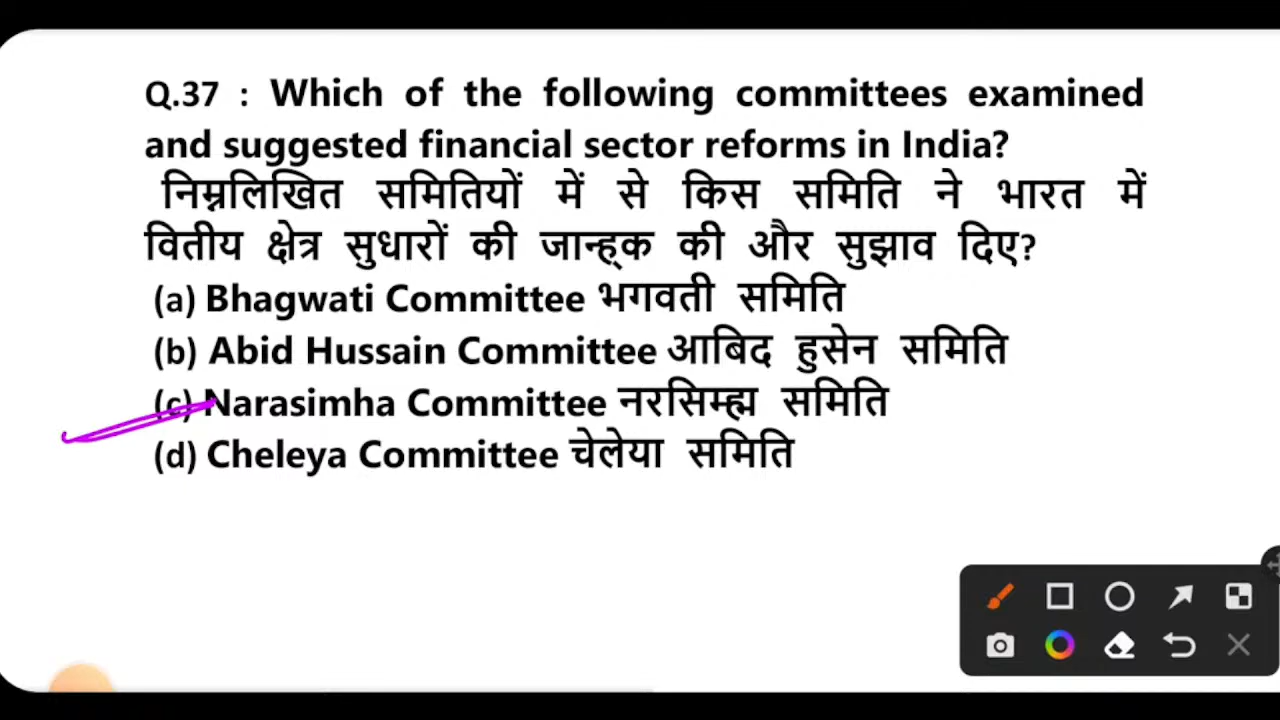 Q.37 : Which of the following committees examined
and suggested financial sector reforms in India?
निम्नलिखित समितियों में से किस समिति ने भारत में
वितीय क्षेत्र सुधारों की जान्ह्क की और सुझाव दिए?
(a) Bhagwati Committee भगवती समिति
(b) Abid Hussain Committee आबिद हुसेन समिति
(c) Narasimha Committee नरसिम्ह्म समिति
(d) Cheleya Committee चेलेया समिति